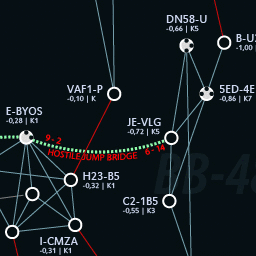 DN58-U
-0,66 | K5
B-U
-1,00 |
VAF1-P
-0,10 | K
5ED-4E
-0,86 | K7
E-BYOS
-0,28 | K1
JE-VLG
-0,72 | K5
9 - 2
HOSTILE JUMP BRIDGE
6 - 14
H23-B5
-0,32 | K1
BB-48
C2-1B5
-0,55 | K3
I-CMZA
-0,31 | K1